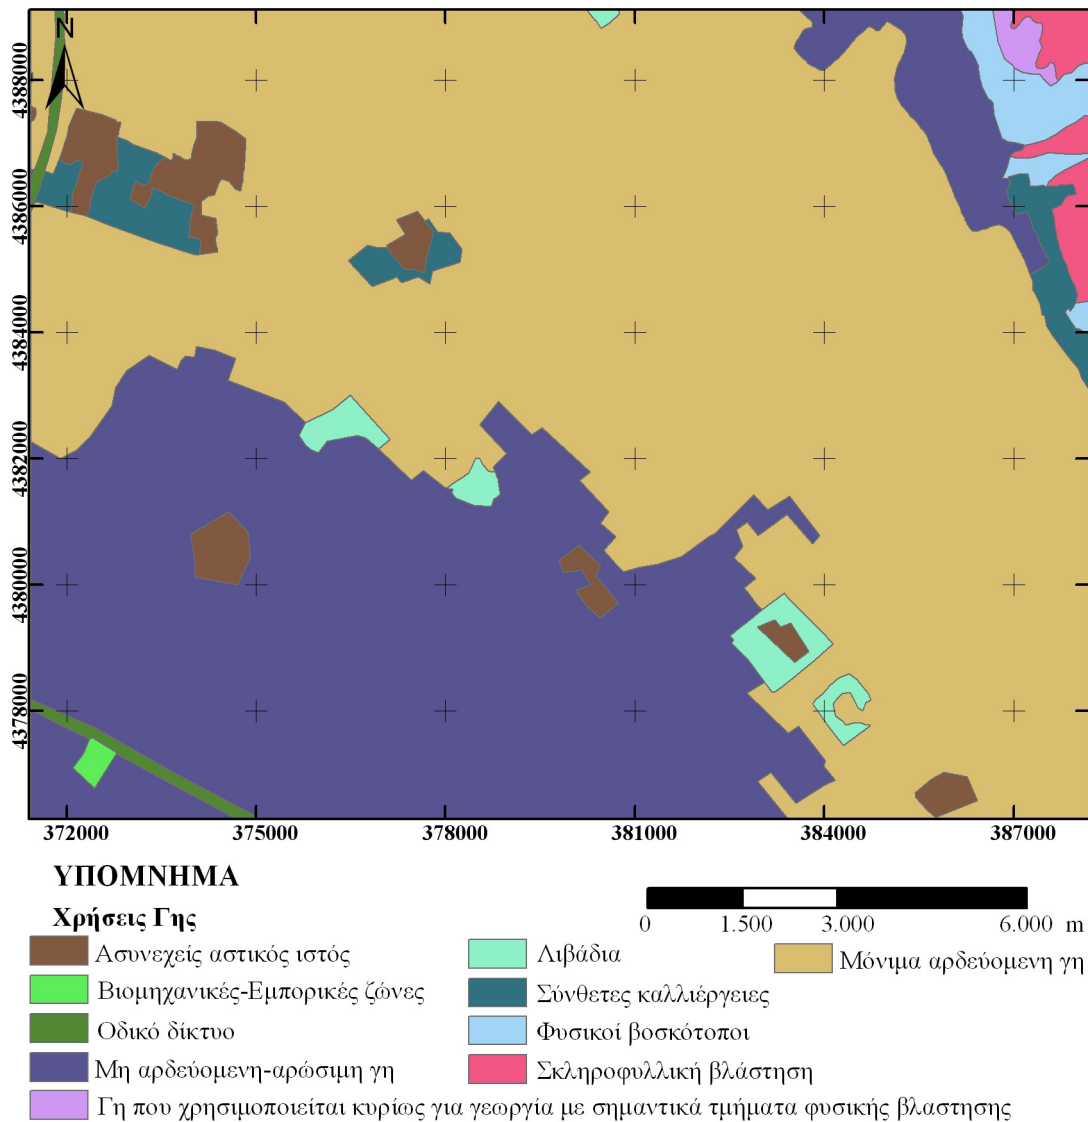 N
4388000
4386000
4384000
4382000
4380000
4378000
372000 375000 378000 381000 384000 387000
ΥΠΟΜΝΗΜΑ
Χρήσεις Γης
0 1.500 3.000 6.000 m
Ασυνεχείς αστικός ιστός
Βιομηχανικές-Εμπορικές ζώνες
Οδικό δίκτυο
Μη αρδεύομενη-αρώσιμη γη
Γη που χρησιμοποιείται κυρίως για γεωργία με σημαντικά τμήματα φυσικής βλαστησης
Λιβάδια
Σύνθετες καλλιέργειες
Φυσικοί βοσκότοποι
Σκληροφυλλική βλάστηση
Μόνιμα αρδεύομενη γη